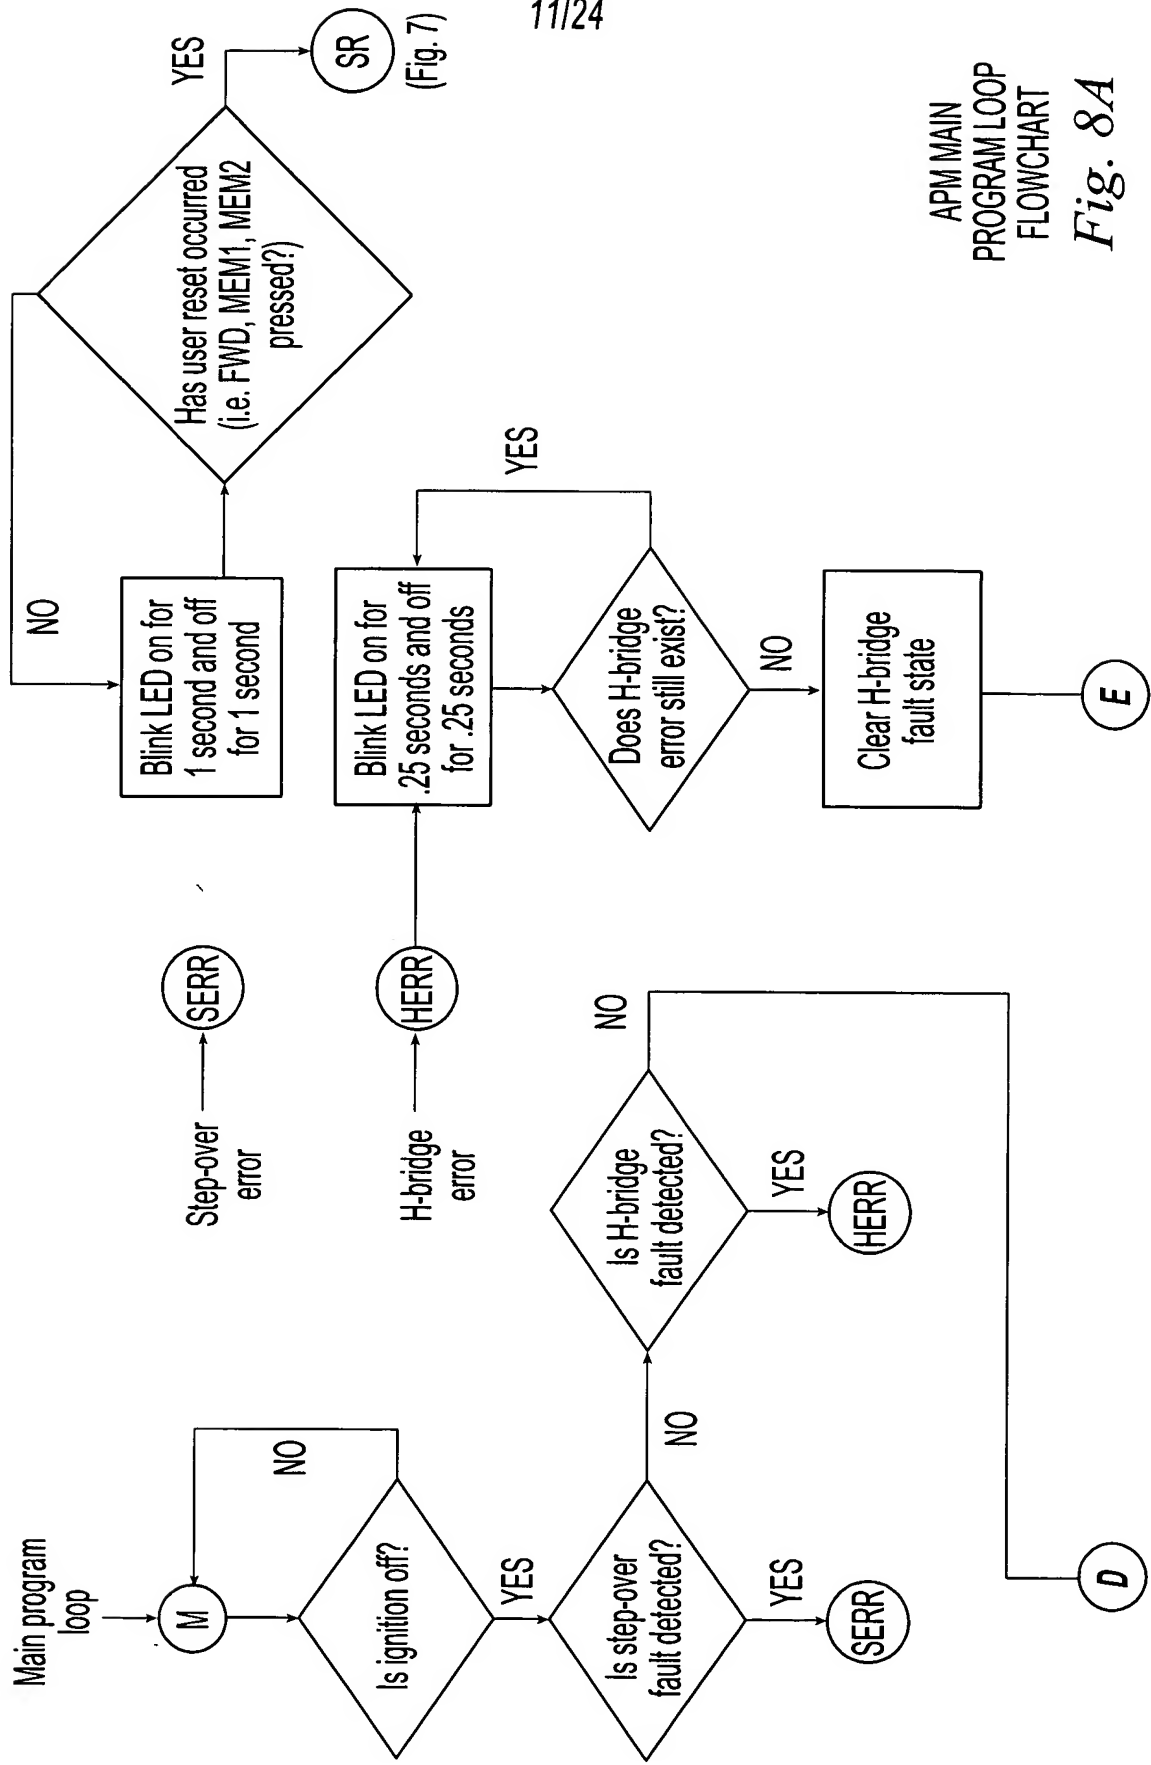 11/24
Main program
loop
M
Is ignition off?
NO
YES
Is step-over
fault detected?
YES
SERR
NO
Is H-bridge
fault detected?
YES
HERR
NO
D
Step-over
error
SERR
H-bridge
error
HERR
Blink LED on for
1 second and off
for 1 second
NO
Has user reset occurred
(i.e. FWD, MEM1, MEM2
pressed?)
YES
SR
(Fig. 7)
Blink LED on for
.25 seconds and off
for .25 seconds
Does H-bridge
error still exist?
YES
NO
Clear H-bridge
fault state
E
APM MAIN
PROGRAM LOOP
FLOWCHART
Fig. 8A